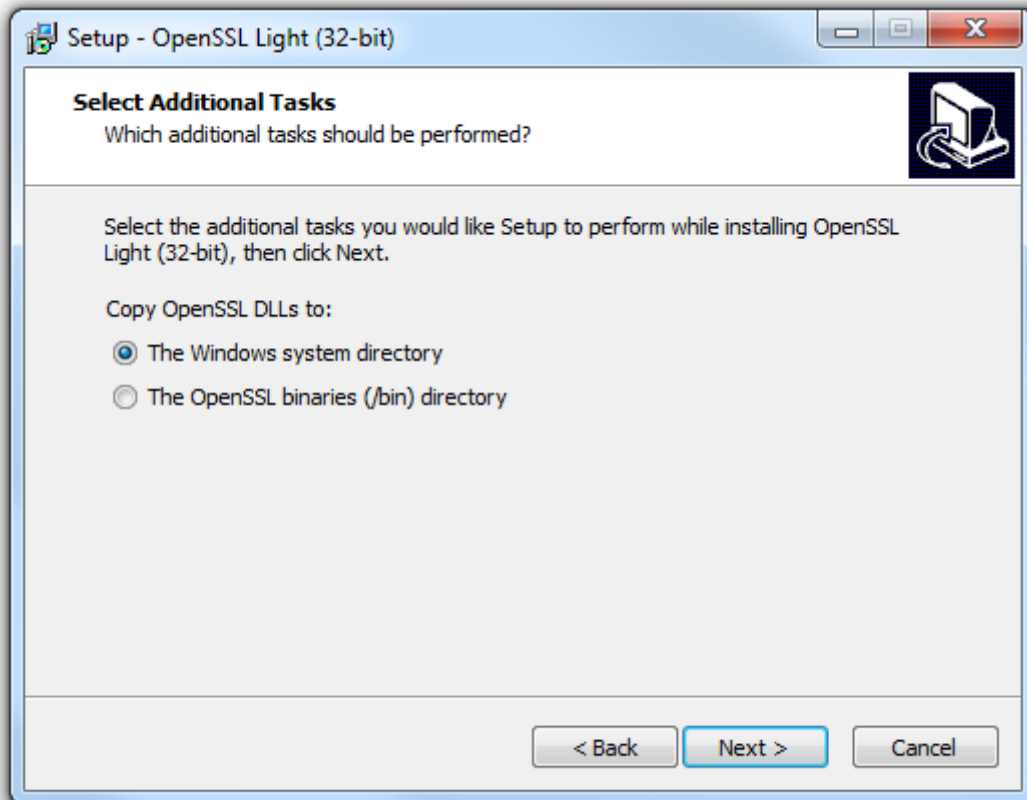 Setup - OpenSSL Light (32-bit)
Select Additional Tasks
Which additional tasks should be performed?
Select the additional tasks you would like Setup to perform while installing OpenSSL
Light (32-bit), then click Next.
Copy OpenSSL DLLs to:
The Windows system directory
The OpenSSL binaries (/bin) directory
< Back
Next >
Cancel